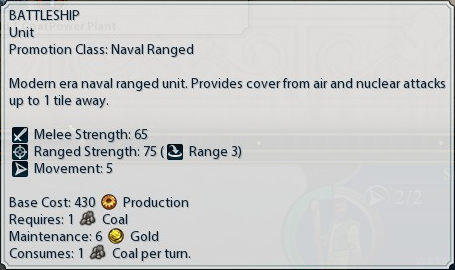 BATTLESHIP
Unit
Promotion Class: Naval Ranged
Modern era naval ranged unit. Provides cover from air and nuclear attacks
up to 1 tile away.
Melee Strength: 65
Ranged Strength: 75 ( Range 3)
Movement: 5
Base Cost: 430 Production
Requires: 1 Coal
Maintenance: 6 Gold
Consumes: 1 Coal per turn.
2/2